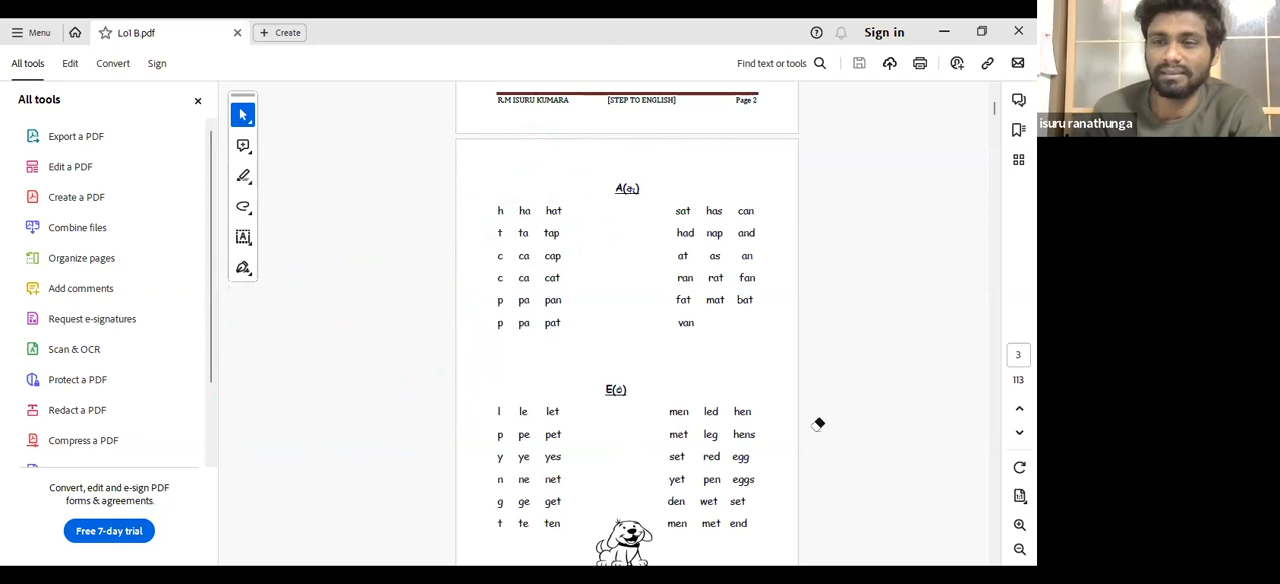 Menu
Lo1 B.pdf
Create
Sign in
All tools Edit Convert Sign
Find text or tools
All tools
Export a PDF
Edit a PDF
Create a PDF
Combine files
Organize pages
Add comments
Request e-signatures
Scan & OCR
Protect a PDF
Redact a PDF
Compress a PDF
Convert, edit and e-sign PDF
forms & agreements.
Free 7-day trial
R.M ISURU KUMARA [STEP TO ENGLISH] Page 2
A(ඇ)
h ha hat sat has can
t ta tap had nap and
c ca cap at as an
c ca cat ran rat fan
p pa pan fat mat bat
p pa pat van
E(එ)
l le let men led hen
p pe pet met leg hens
y ye yes set red egg
n ne net yet pen eggs
g ge get den wet set
t te ten men met end
3
113
isuru ranathunga